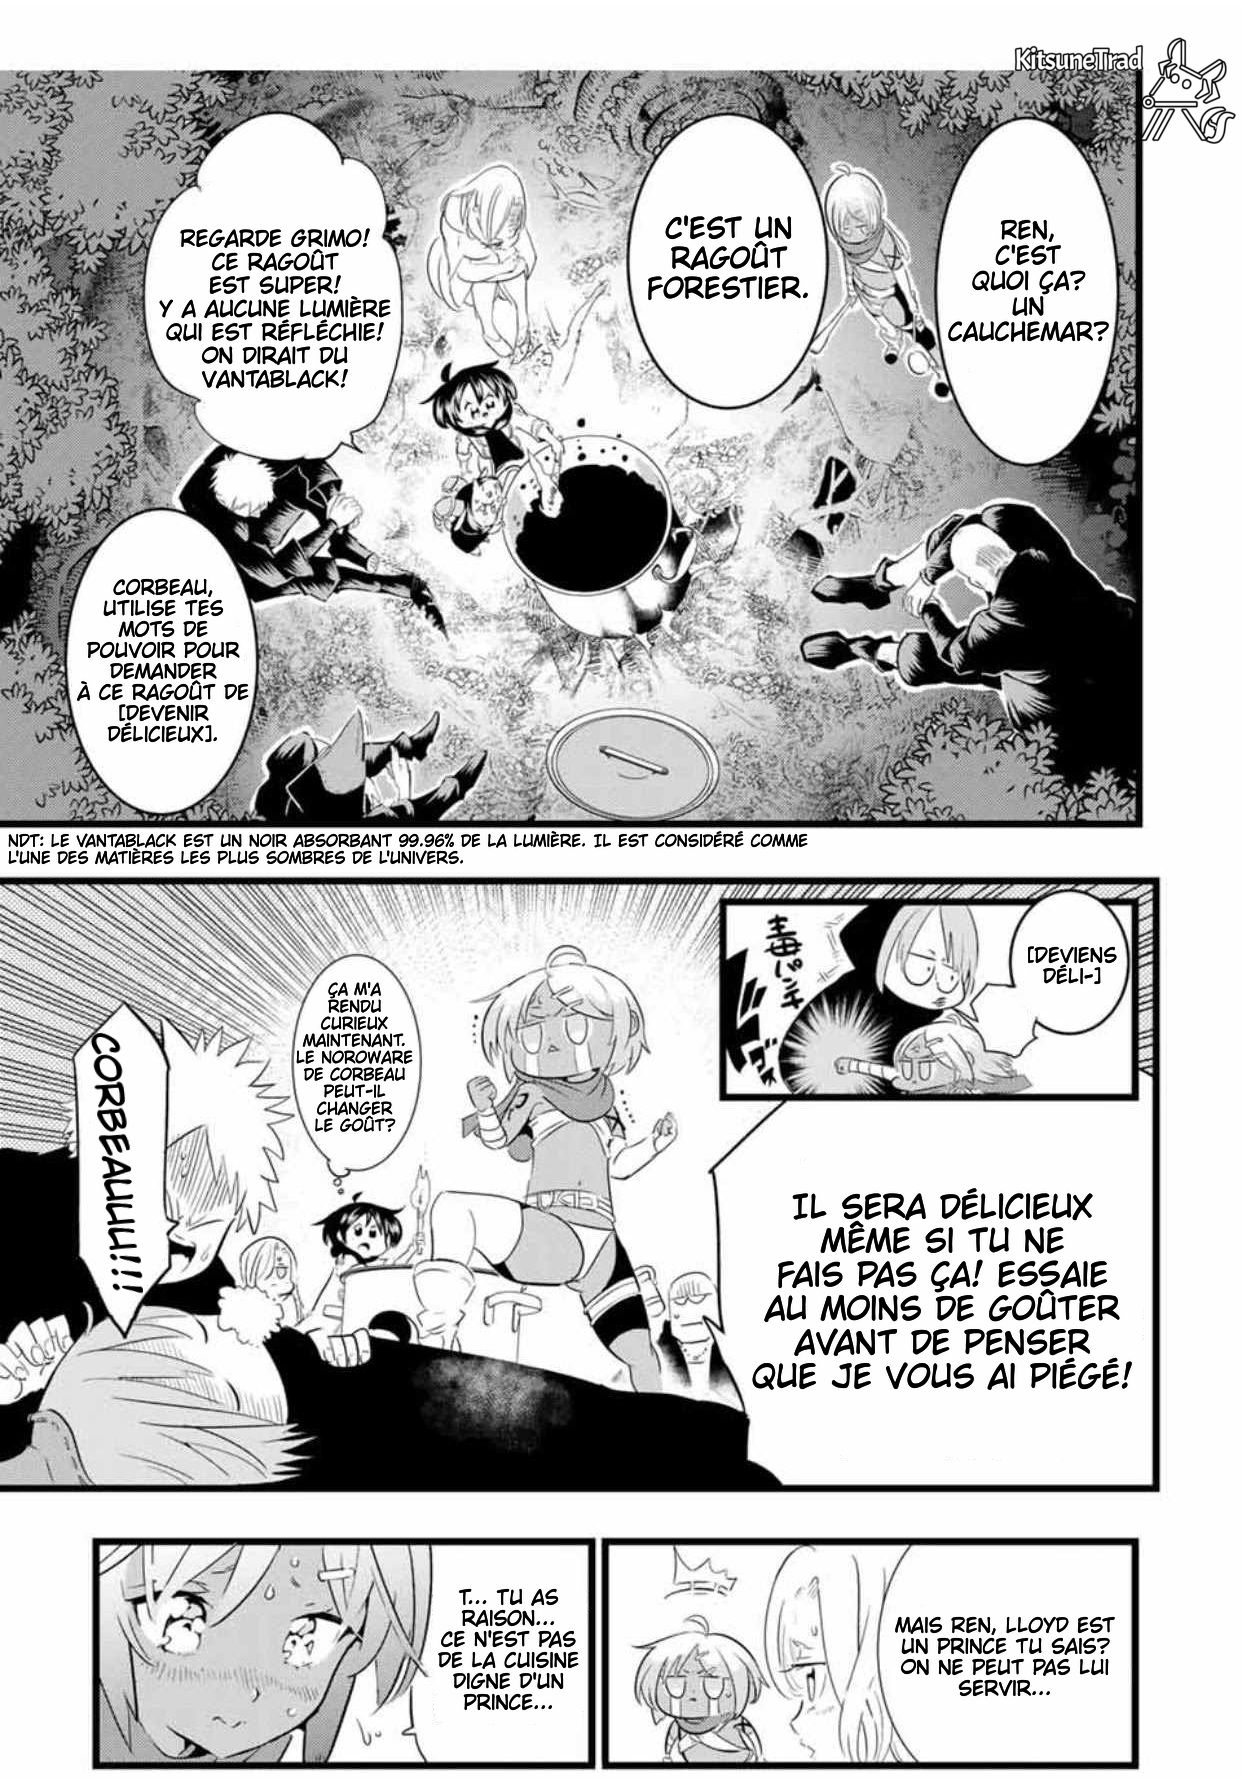 KitsuneTrad
REN,
C'EST
QUOI ÇA?
UN
CAUCHEMAR?
C'EST UN
RAGOÛT
FORESTIER.
REGARDE GRIMO!
CE RAGOÛT
EST SUPER!
Y A AUCUNE LUMIÈRE
QUI EST RÉFLÉCHIE!
ON DIRAIT DU
VANTABLACK!
CORBEAU,
UTILISE TES
MOTS DE
POUVOIR POUR
DEMANDER
À CE RAGOÛT DE
[DEVENIR
DÉLICIEUX].
NDT: LE VANTABLACK EST UN NOIR ABSORBANT 99.96% DE LA LUMIÈRE. IL EST CONSIDÉRÉ COMME
L'UNE DES MATIÈRES LES PLUS SOMBRES DE L'UNIVERS.
[DEVIENS
DÉLI-]
毒パンチ
IL SERA DÉLICIEUX
MÊME SI TU NE
FAIS PAS ÇA! ESSAIE
AU MOINS DE GOÛTER
AVANT DE PENSER
QUE JE VOUS AI PIÉGÉ!
ÇA M'A
RENDU
CURIEUX
MAINTENANT.
LE NOROWARE
DE CORBEAU
PEUT-IL
CHANGER
LE GOÛT?
CORBEAUUU!!!!
MAIS REN, LLOYD EST
UN PRINCE TU SAIS?
ON NE PEUT PAS LUI
SERVIR...
T... TU AS
RAISON...
CE N'EST PAS
DE LA CUISINE
DIGNE D'UN
PRINCE...